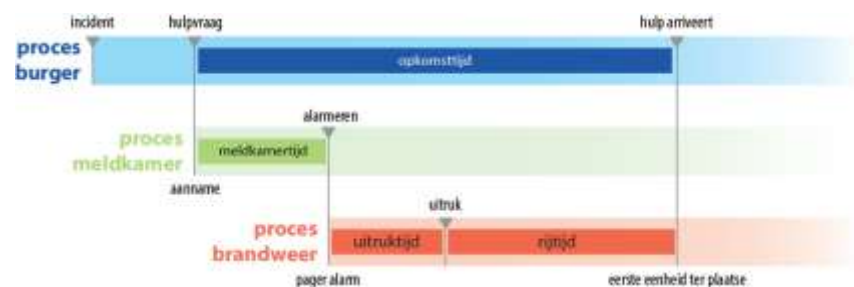 incident
hulpvraag
hulp arriveert
proces
burger
opkomsttijd
alarmeren
proces
meldkamer
meldkamertijd
aanname
uitruk
proces
brandweer
uitruktijd
rijtijd
pager alarm
eerste eenheid ter plaatse